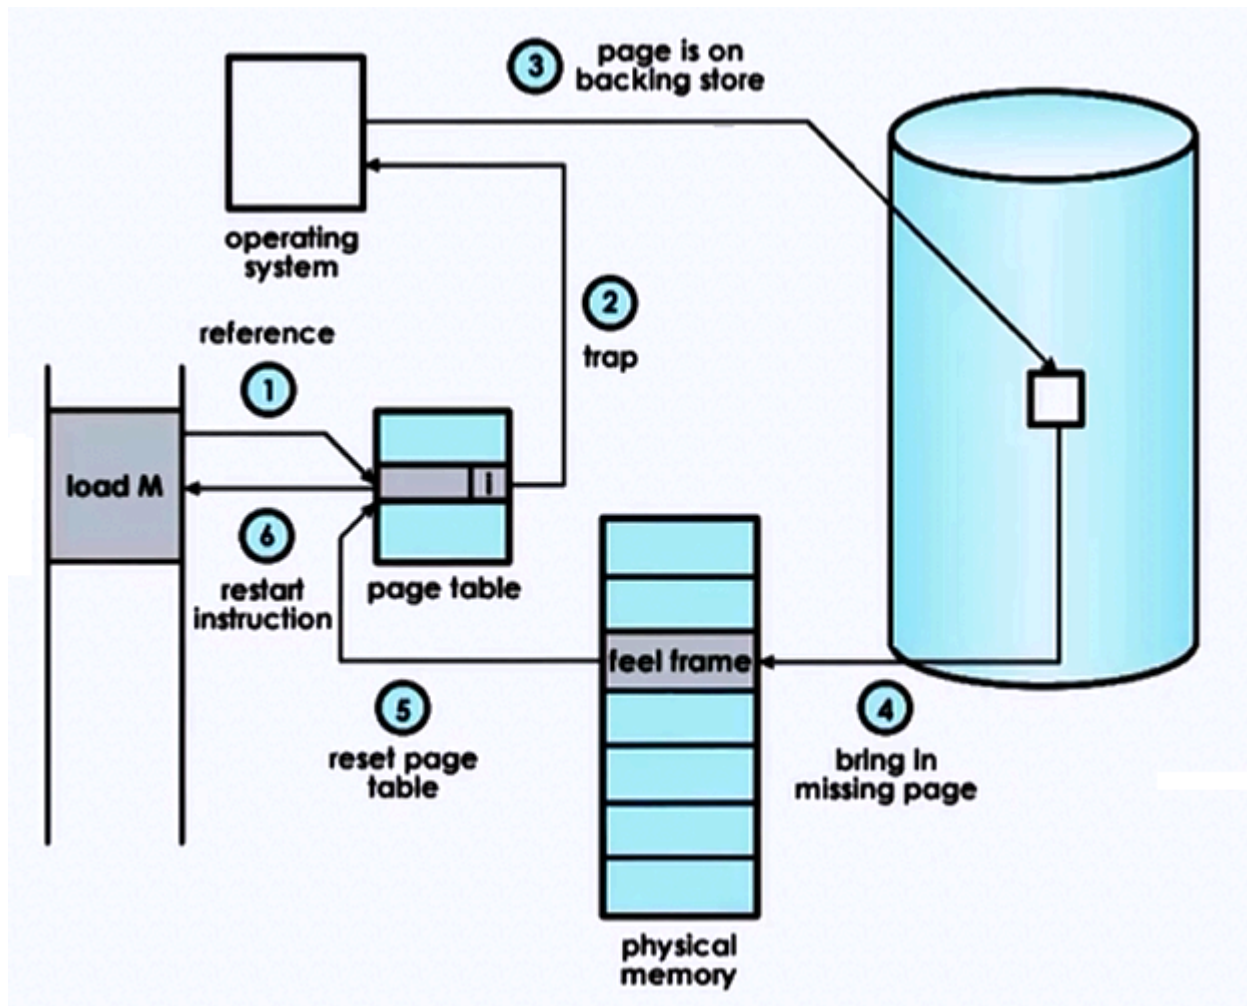 3
page is on
backing store
operating
system
2
trap
reference
1
load M
i
6
restart
instruction
page table
feel frame
5
reset page
table
4
bring in
missing page
physical
memory